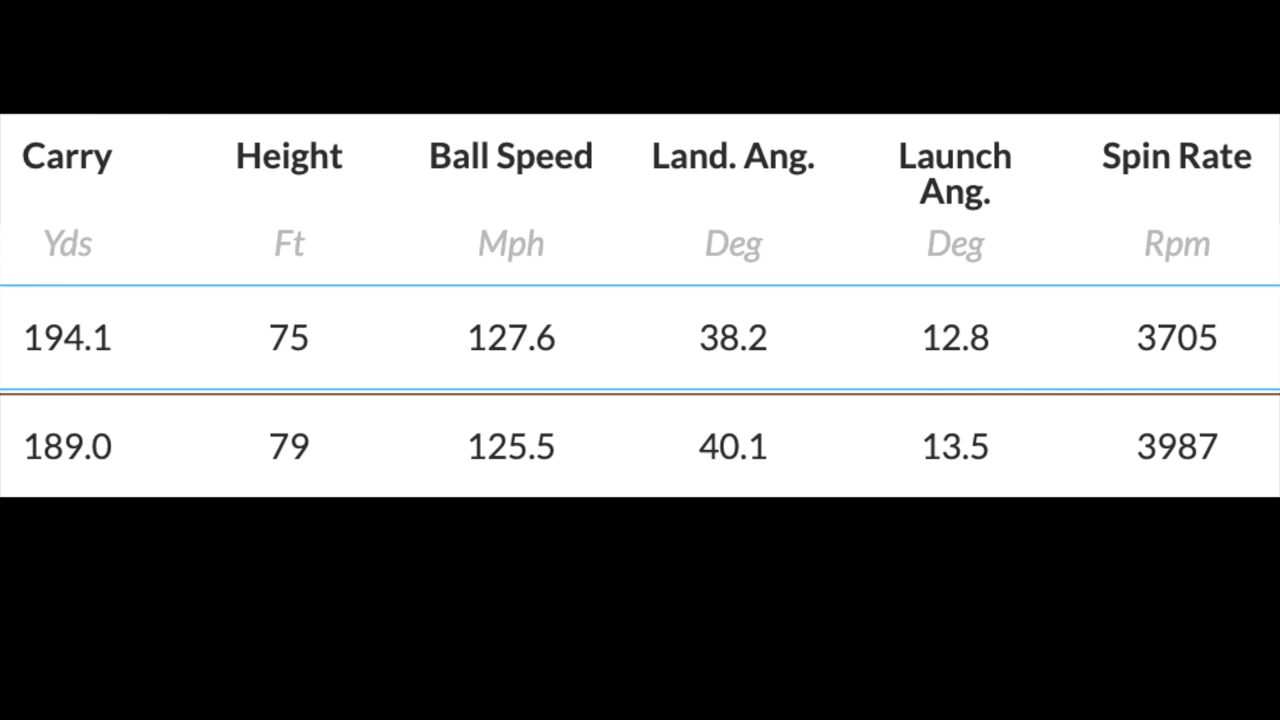 Carry Height Ball Speed Land. Ang. Launch Ang. Spin Rate
Yds Ft Mph Deg Deg Rpm
194.1 75 127.6 38.2 12.8 3705
189.0 79 125.5 40.1 13.5 3987